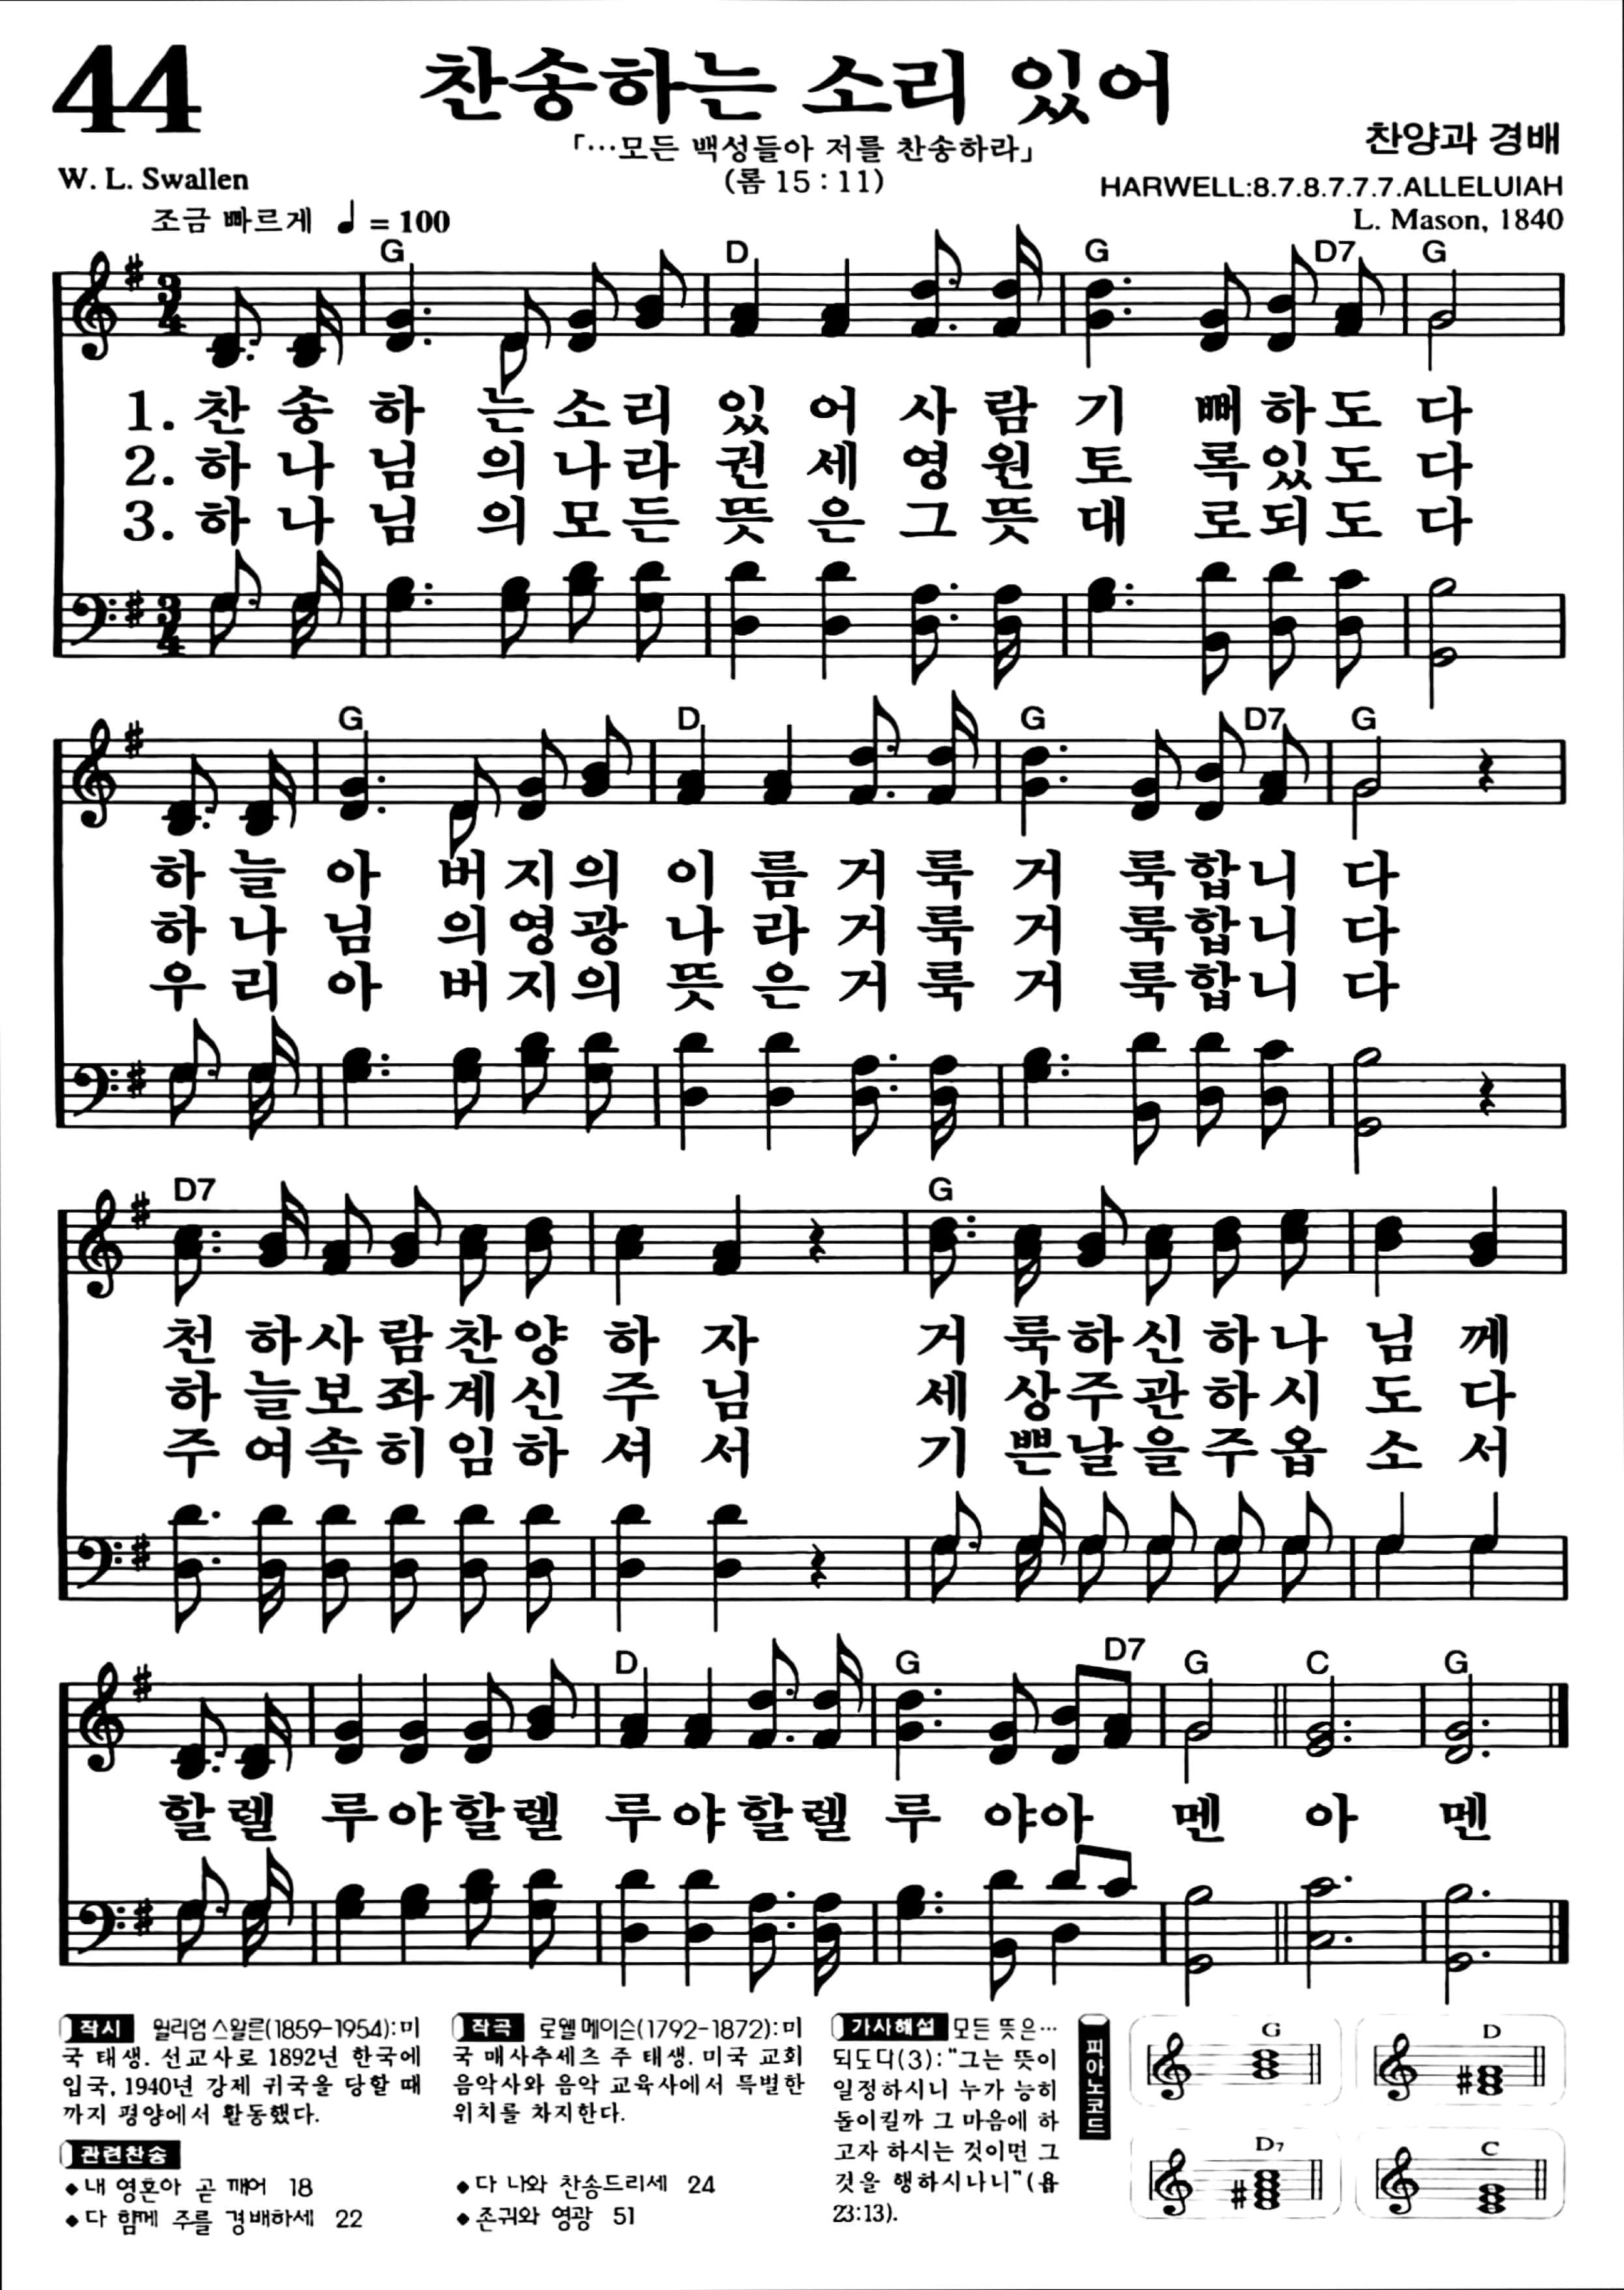 44
찬송하는 소리 있어
「…모든 백성들아 저를 찬송하라」
(롬 15 : 11)
찬양과 경배
W. L. Swallen
HARWELL:8.7.8.7.7.7.ALLELUIAH
L. Mason, 1840
조금 빠르게 ♩ = 100
G D G D7 G
1. 찬 송 하 는 소 리 있 어 사 람 기 뻐 하 도 다
2. 하 나 님 의 나 라 권 세 영 원 토 록 있 도 다
3. 하 나 님 의 모 든 뜻 은 그 뜻 대 로 되 도 다
G D G D7 G
하 늘 아 버 지 의 이 름 거 룩 거 룩 합 니 다
하 나 님 의 영 광 나 라 거 룩 거 룩 합 니 다
우 리 아 버 지 의 뜻 은 거 룩 거 룩 합 니 다
D7 G
천 하 사 람 찬 양 하 자 거 룩 하 신 하 나 님 께
하 늘 보 좌 계 신 주 님 세 상 주 관 하 시 도 다
주 여 속 히 임 하 셔 서 기 쁜 날 을 주 옵 소 서
D G D7 G C G
할 렐 루 야 할 렐 루 야 할 렐 루 야 아 멘 아 멘
작시 윌리엄 스왈른(1859-1954):미
국 태생. 선교사로 1892년 한국에
입국, 1940년 강제 귀국을 당할 때
까지 평양에서 활동했다.
작곡 로웰 메이슨(1792-1872):미
국 매사추세츠 주 태생. 미국 교회
음악사와 음악 교육사에서 특별한
위치를 차지한다.
가사해설 모든 뜻은…
되도다(3):"그는 뜻이
일정하시니 누가 능히
돌이킬까 그 마음에 하
고자 하시는 것이면 그
것을 행하시나니"(욥
23:13).
관련찬송
◆내 영혼아 곧 깨어 18
◆다 함께 주를 경배하세 22
◆다 나와 찬송드리세 24
◆존귀와 영광 51
피아노코드
G
D
D7
C